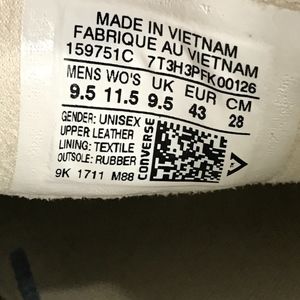 MADE IN VIETNAM
FABRIQUE AU VIETNAM
159751C 7T3H3PFK00126
MENS WO'S UK EUR CM
9.5 11.5 9.5 43 28
GENDER: UNISEX
UPPER LEATHER
LINING: TEXTILE
OUTSOLE: RUBBER
9K 1711 M88
CONVERSE